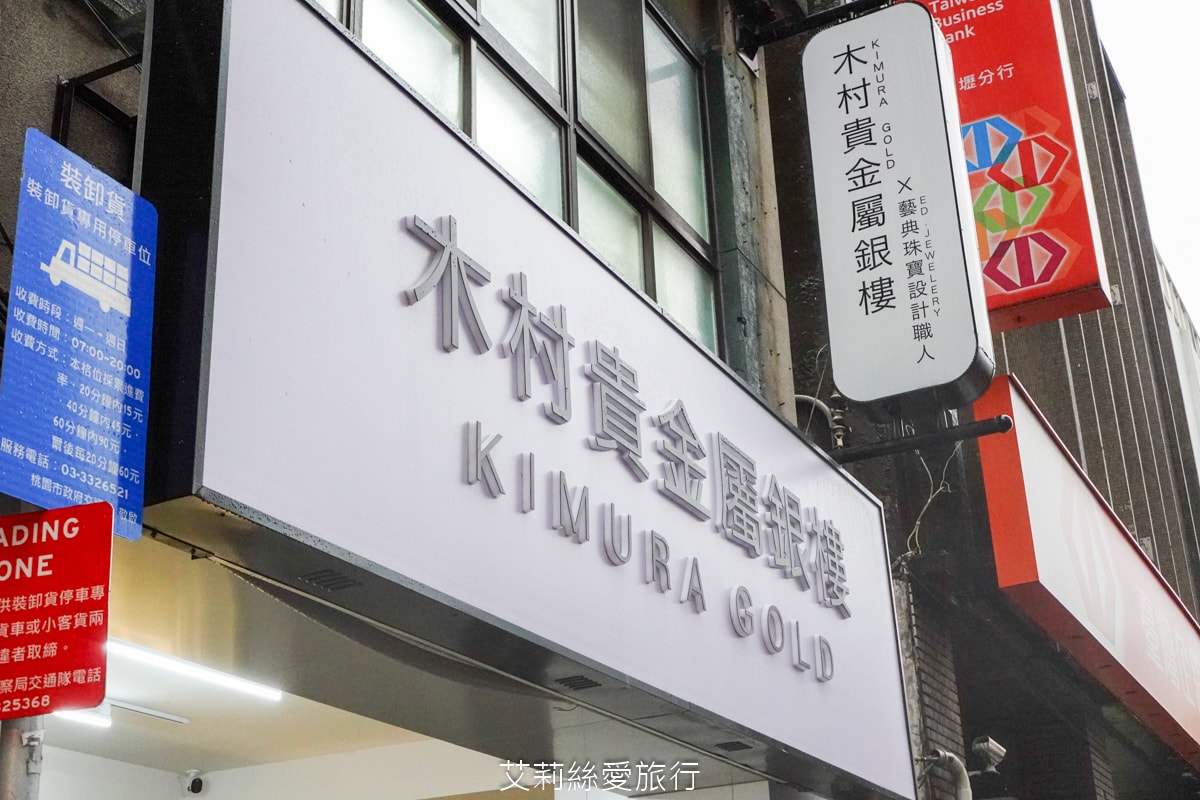 裝卸貨
裝卸貨專用停車位
收費時段：週一－週日
收費時間：07:00-20:00
收費方式：本格位採累進費
率，20分鐘內15元，
40分鐘內45元，
60分鐘內90元，
爾後每20分鐘60元
服務電話：03-3326521
桃園市政府交
敬啟
ADING
ONE
供裝卸貨停車專
貨車或小客貨兩
違者取締。
察局交通隊電話
25368
木村貴金屬銀樓
KIMURA GOLD
木村貴金屬銀樓
KIMURA GOLD
×藝典珠寶設計職人
ED.JEWELERY
Taiwan
Business
Bank
壢分行
艾莉絲愛旅行